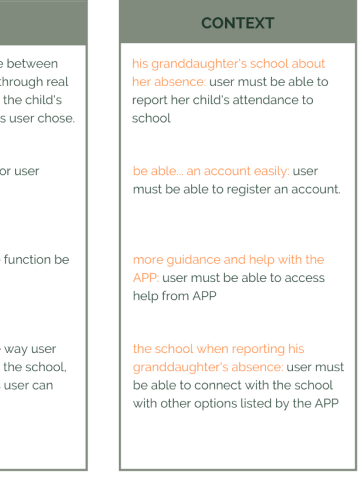 e between
through real
the child's
s user chose.
or user
function be
way user
the school,
user can
CONTEXT
his granddaughter's school about
her absence: user must be able to
report her child's attendance to
school
be able... an account easily: user
must be able to register an account.
more guidance and help with the
APP: user must be able to access
help from APP
the school when reporting his
granddaughter's absence: user must
be able to connect with the school
with other options listed by the APP